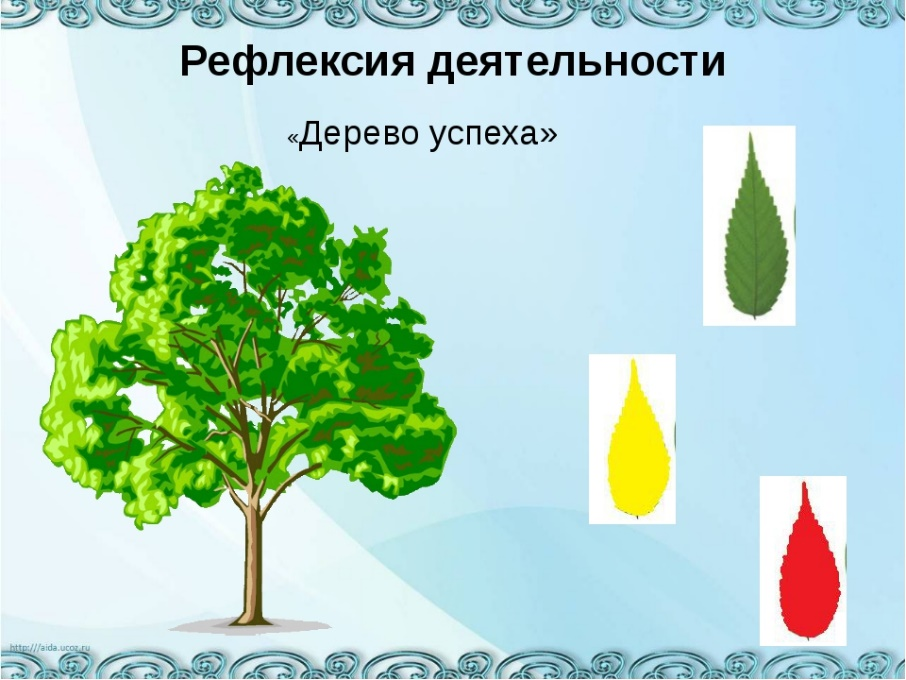 Рефлексия деятельности
«Дерево успеха»
http:///aida.ucoz.ru